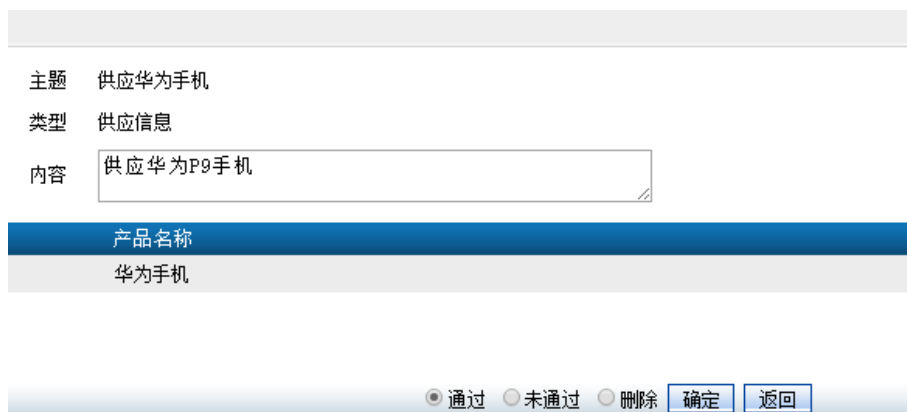 主题 供应华为手机
类型 供应信息
内容 供应华为P9手机
产品名称
华为手机
通过 未通过 删除 确定 返回